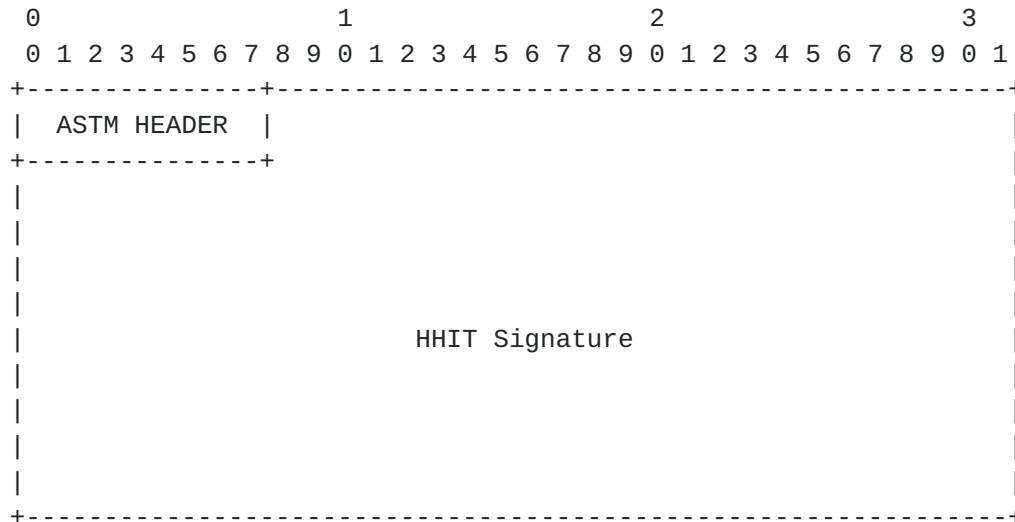 0                   1                   2                   3
 0 1 2 3 4 5 6 7 8 9 0 1 2 3 4 5 6 7 8 9 0 1 2 3 4 5 6 7 8 9 0 1
+---------------+-----------------------------------------------+
|  ASTM HEADER  |                                               |
+---------------+                                               |
|                                                               |
|                                                               |
|                                                               |
|                                                               |
|                         HHIT Signature                        |
|                                                               |
|                                                               |
|                                                               |
|                                                               |
+---------------------------------------------------------------+